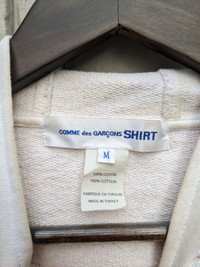 COMME des GARÇONS SHIRT
M
100% COTON
100% COTTON
FABRIQUÉ EN TURQUIE
MADE IN TURKEY